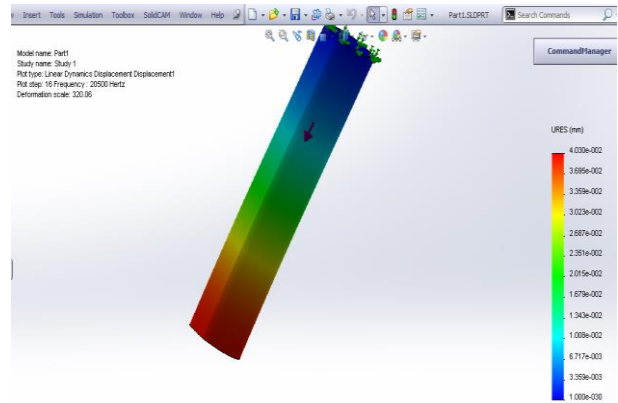 Insert Tools Simulation Toolbox SolidCAM Window Help
Part1.SLDPRT
Search Commands
Model name: Part1
Study name: Study 1
Plot type: Linear Dynamics Displacement Displacement1
Plot step: 16 Frequency : 20500 Hertz
Deformation scale: 320.06
CommandManager
URES (mm)
4.030e-002
3.695e-002
3.359e-002
3.023e-002
2.687e-002
2.351e-002
2.015e-002
1.679e-002
1.343e-002
1.008e-002
6.717e-003
3.359e-003
1.000e-030